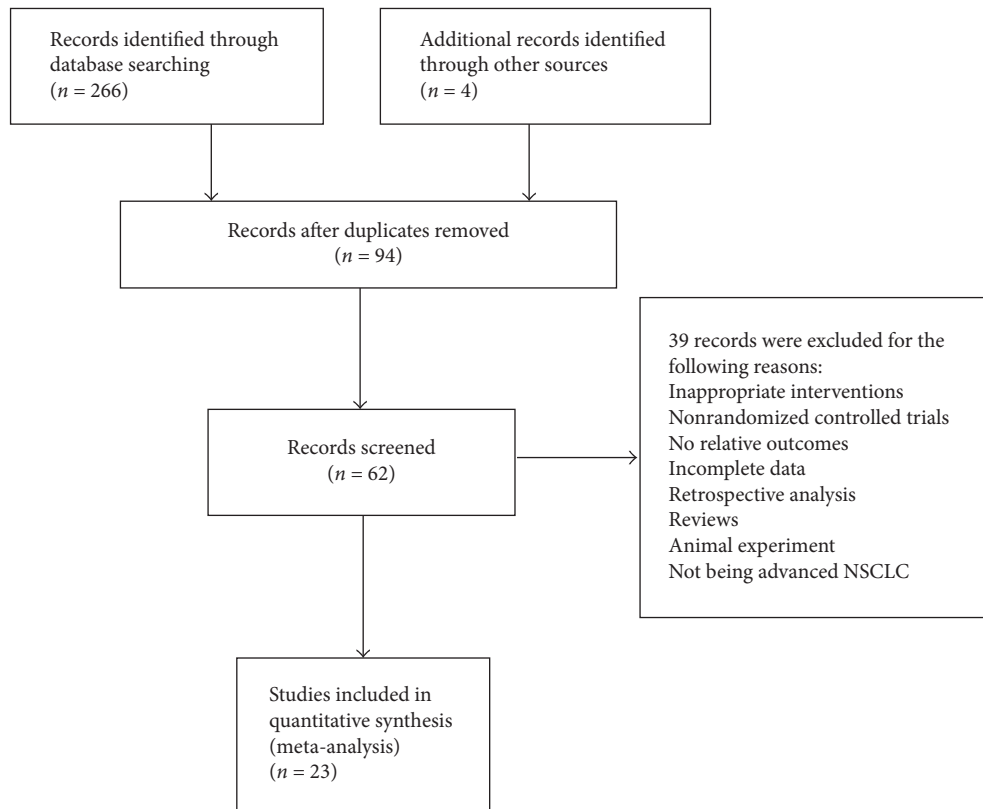 Records identified through
database searching
(n = 266)
Additional records identified
through other sources
(n = 4)
Records after duplicates removed
(n = 94)
39 records were excluded for the
following reasons:
Inappropriate interventions
Nonrandomized controlled trials
No relative outcomes
Incomplete data
Retrospective analysis
Reviews
Animal experiment
Not being advanced NSCLC
Records screened
(n = 62)
Studies included in
quantitative synthesis
(meta-analysis)
(n = 23)